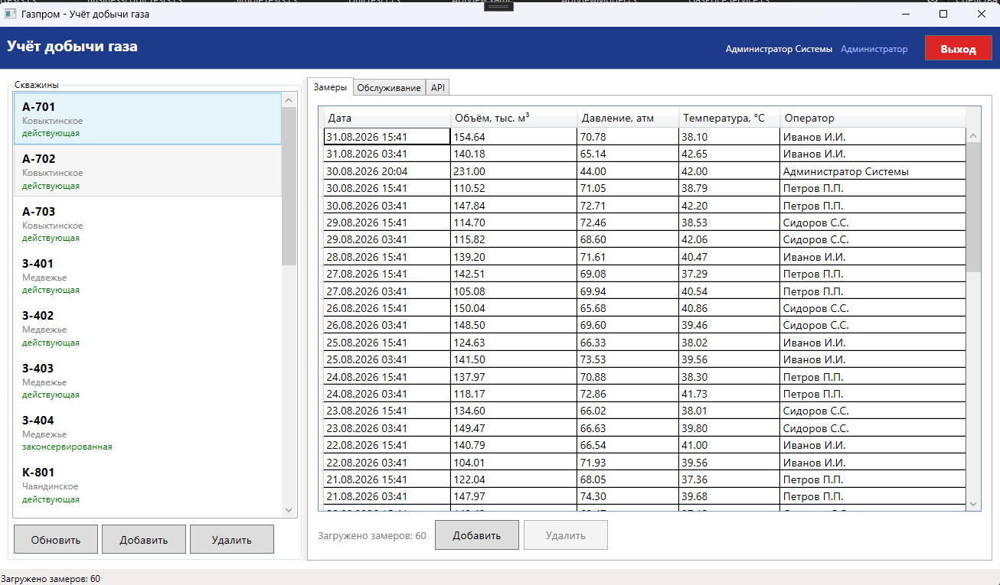 Газпром - Учёт добычи газа
Учёт добычи газа
Администратор Системы Администратор Выход
Скважины
А-701
Ковыктинское
действующая
А-702
Ковыктинское
действующая
А-703
Ковыктинское
действующая
З-401
Медвежье
действующая
З-402
Медвежье
действующая
З-403
Медвежье
действующая
З-404
Медвежье
законсервированная
К-801
Чаяндинское
действующая
Обновить Добавить Удалить
Замеры Обслуживание API
Дата Объём, тыс. м³ Давление, атм Температура, °C Оператор
31.08.2026 15:41 154.64 70.78 38.10 Иванов И.И.
31.08.2026 03:41 140.18 65.14 42.65 Иванов И.И.
30.08.2026 20:04 231.00 44.00 42.00 Администратор Системы
30.08.2026 15:41 110.52 71.05 38.79 Петров П.П.
30.08.2026 03:41 147.84 72.71 42.20 Петров П.П.
29.08.2026 15:41 114.70 72.46 38.53 Сидоров С.С.
29.08.2026 03:41 115.82 68.60 42.06 Сидоров С.С.
28.08.2026 15:41 139.20 71.61 40.47 Иванов И.И.
27.08.2026 15:41 142.51 69.08 37.29 Петров П.П.
27.08.2026 03:41 105.08 69.94 40.54 Петров П.П.
26.08.2026 15:41 150.04 65.68 40.86 Сидоров С.С.
26.08.2026 03:41 148.50 69.60 39.46 Сидоров С.С.
25.08.2026 15:41 124.63 66.33 38.02 Иванов И.И.
25.08.2026 03:41 141.50 73.53 39.56 Иванов И.И.
24.08.2026 15:41 137.97 70.88 38.30 Петров П.П.
24.08.2026 03:41 118.17 72.86 41.73 Петров П.П.
23.08.2026 15:41 134.60 66.02 38.01 Сидоров С.С.
23.08.2026 03:41 149.47 66.63 39.80 Сидоров С.С.
22.08.2026 15:41 140.79 66.54 41.00 Иванов И.И.
22.08.2026 03:41 104.01 71.93 39.56 Иванов И.И.
21.08.2026 15:41 122.04 68.05 37.36 Петров П.П.
21.08.2026 03:41 147.97 74.30 39.68 Петров П.П.
Загружено замеров: 60 Добавить Удалить
Загружено замеров: 60